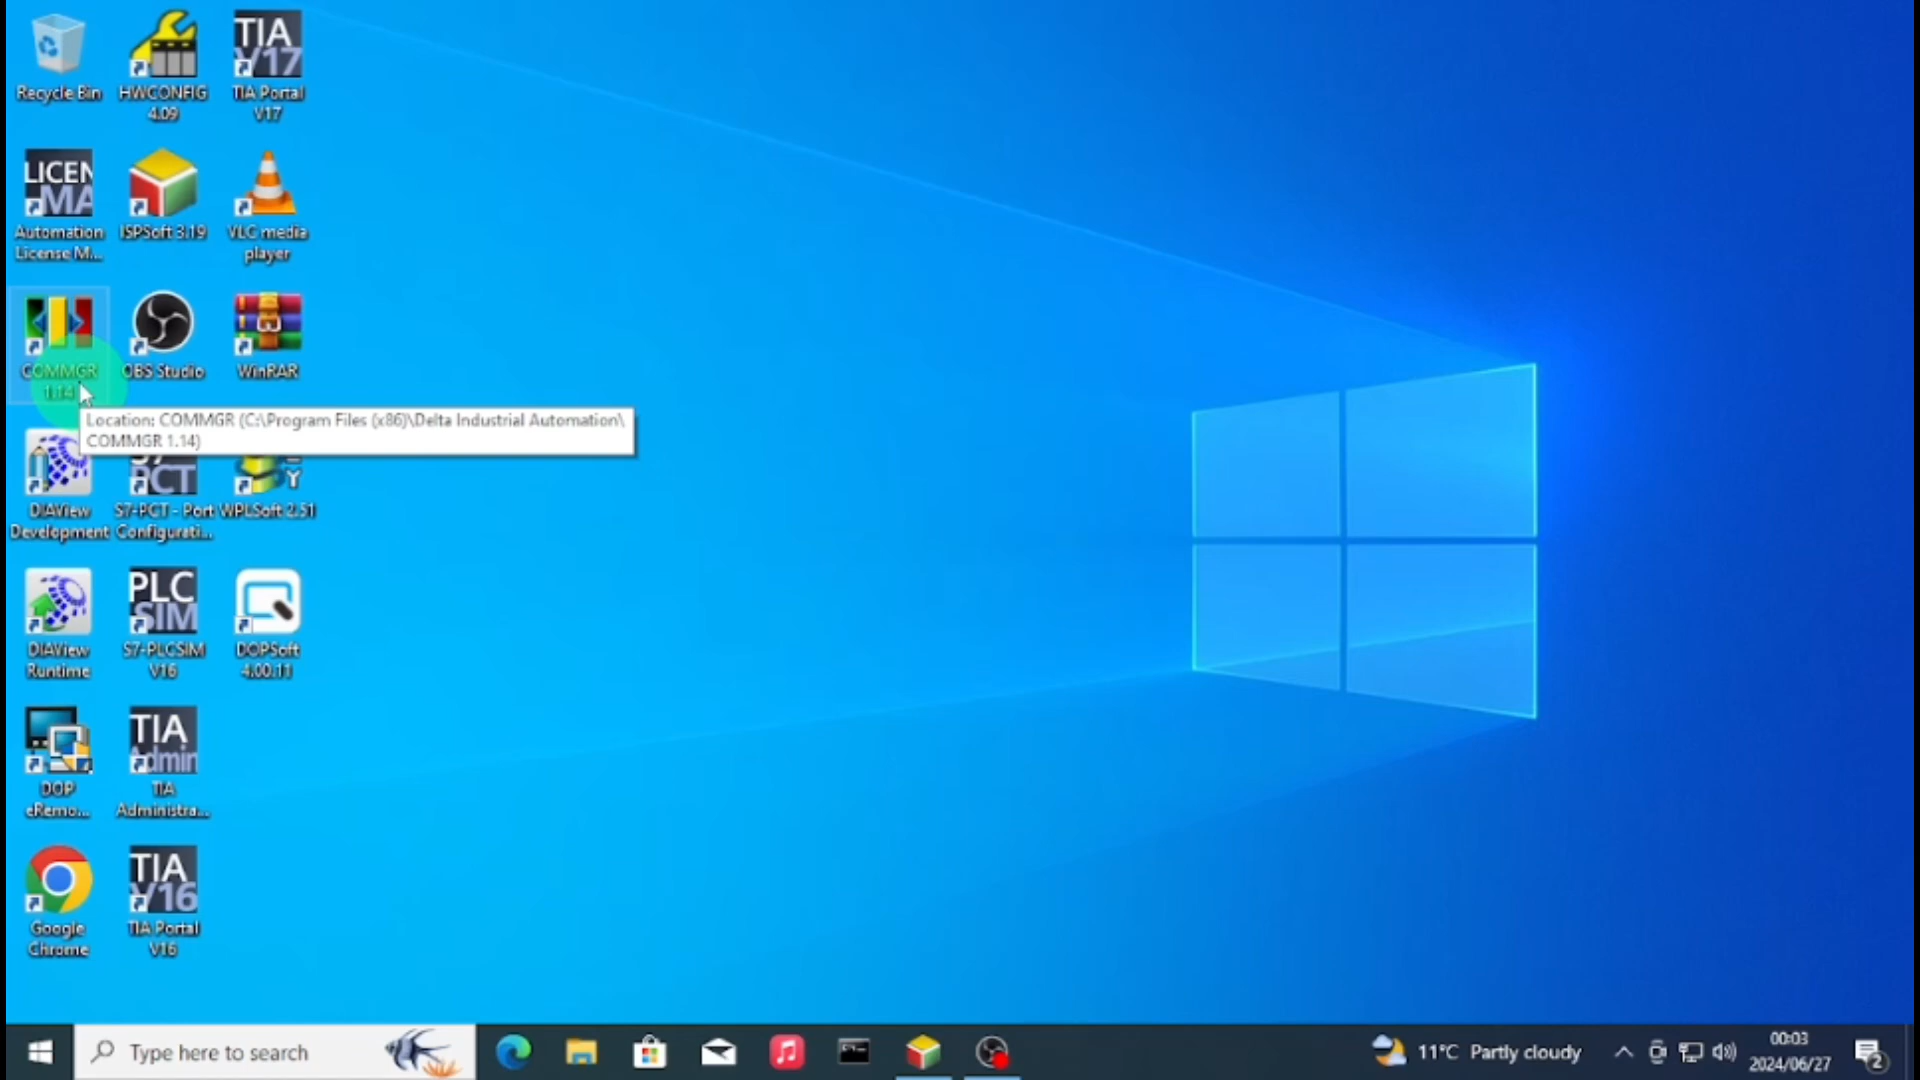 Recycle Bin
HWCONFIG
4.09
TIA
V17
TIA Portal
V17
LICEN
MA
Automation
License M...
ISPSoft 3.19
VLC media
player
COMMGR
1.14
OBS Studio
WinRAR
Location: COMMGR (C:\Program Files (x86)\Delta Industrial Automation\
COMMGR 1.14)
DIAView
Development
PCT
S7-PCT - Port
Configurati...
Y
WPLSoft 2.51
DIAView
Runtime
PLC
SIM
S7-PLCSIM
V16
DOPSoft
4.00.11
DOP
eRemo...
TIA
Admin
TIA
Administra...
Google
Chrome
TIA
V16
TIA Portal
V16
Type here to search
11°C Partly cloudy
00:03
2024/06/27
2